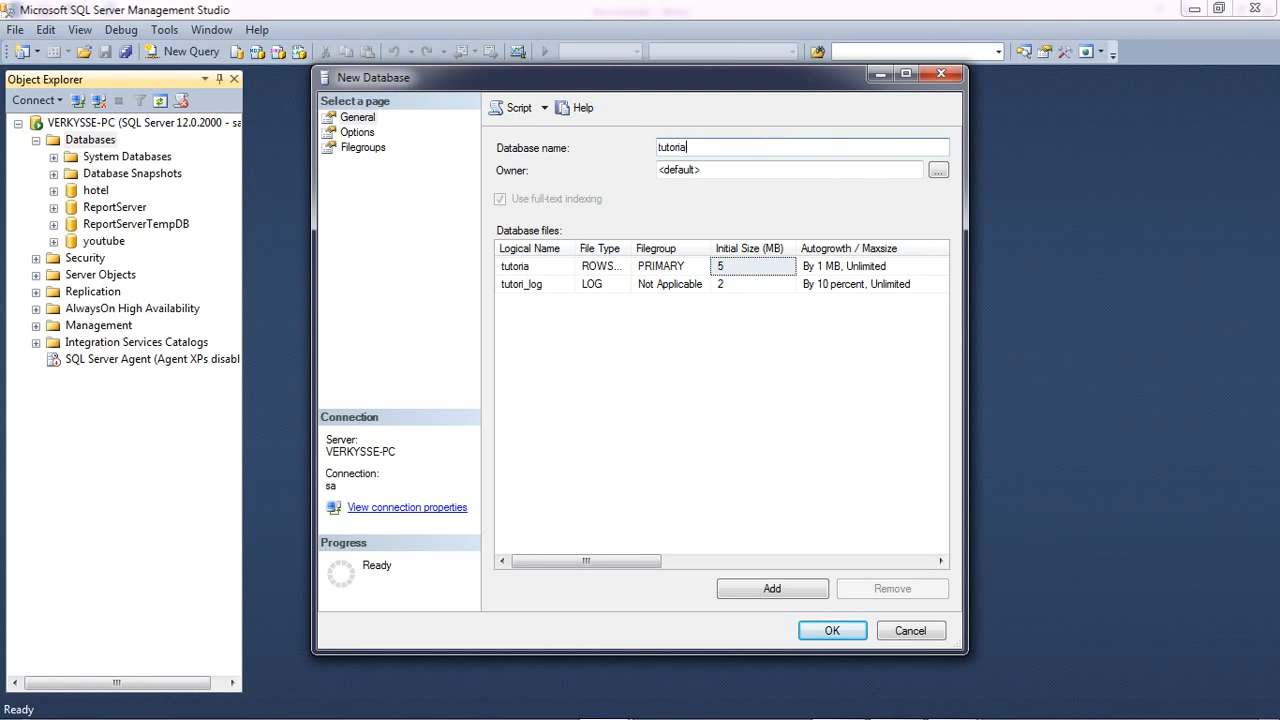 Microsoft SQL Server Management Studio
File Edit View Debug Tools Window Help
New Query
Object Explorer
Connect
VERKYSSE-PC (SQL Server 12.0.2000 - sa
Databases
System Databases
Database Snapshots
hotel
ReportServer
ReportServerTempDB
youtube
Security
Server Objects
Replication
AlwaysOn High Availability
Management
Integration Services Catalogs
SQL Server Agent (Agent XPs disabl
New Database
Select a page
General
Options
Filegroups
Connection
Server:
VERKYSSE-PC
Connection:
sa
View connection properties
Progress
Ready
Script Help
Database name: tutoria
Owner: <default> ...
Use full-text indexing
Database files:
Logical Name File Type Filegroup Initial Size (MB) Autogrowth / Maxsize
tutoria ROWS... PRIMARY 5 By 1 MB, Unlimited
tutori_log LOG Not Applicable 2 By 10 percent, Unlimited
Add Remove
OK Cancel
Ready